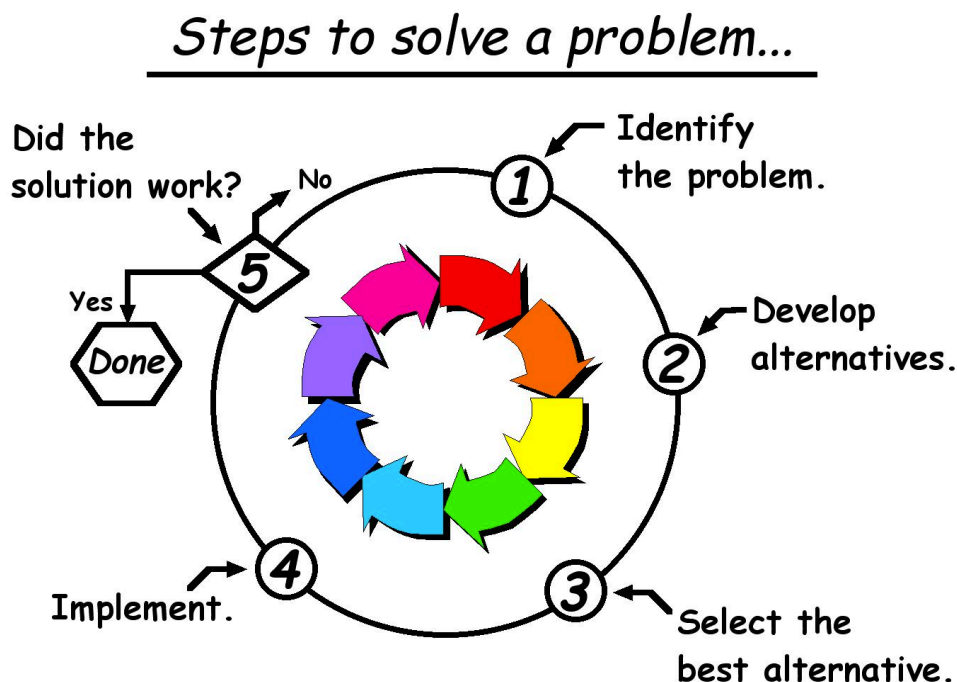 Steps to solve a problem...
1
Identify
the problem.
2
Develop
alternatives.
3
Select the
best alternative.
4
Implement.
5
Did the
solution work?
No
Yes
Done